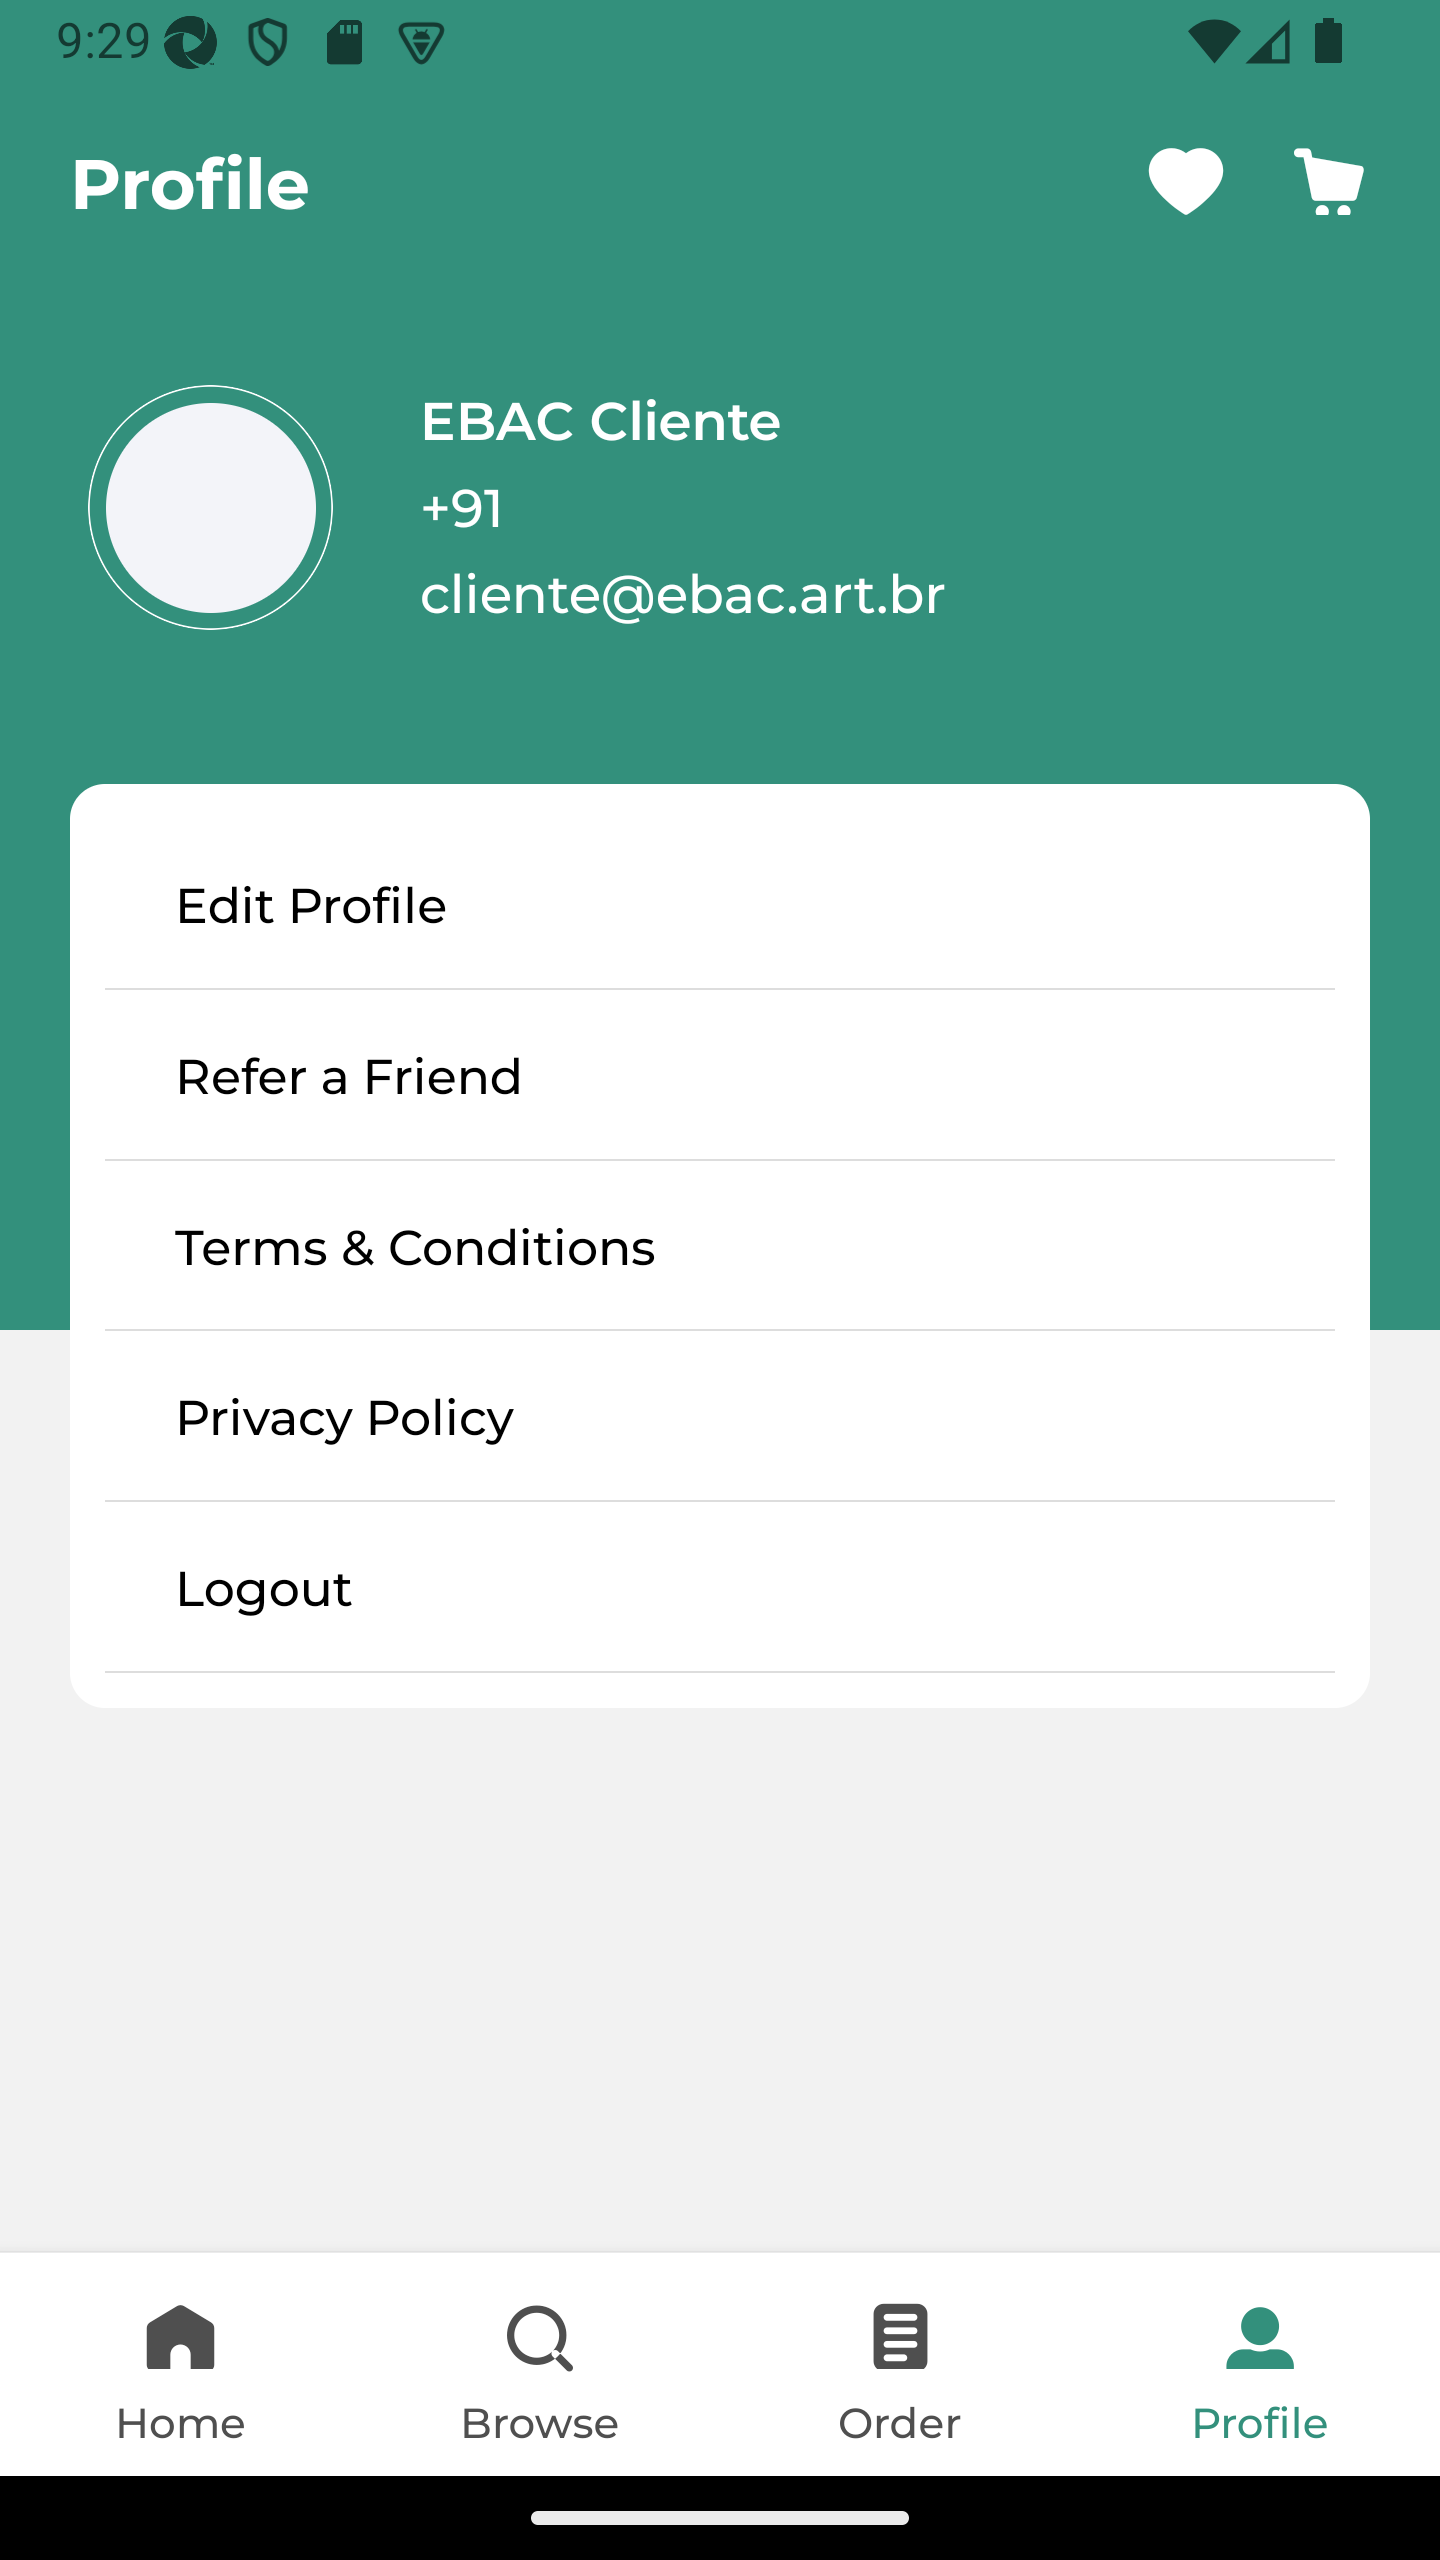 9:29
Profile
EBAC Cliente
+91
cliente@ebac.art.br
Edit Profile
Refer a Friend
Terms & Conditions
Privacy Policy
Logout
Home
Browse
Order
Profile